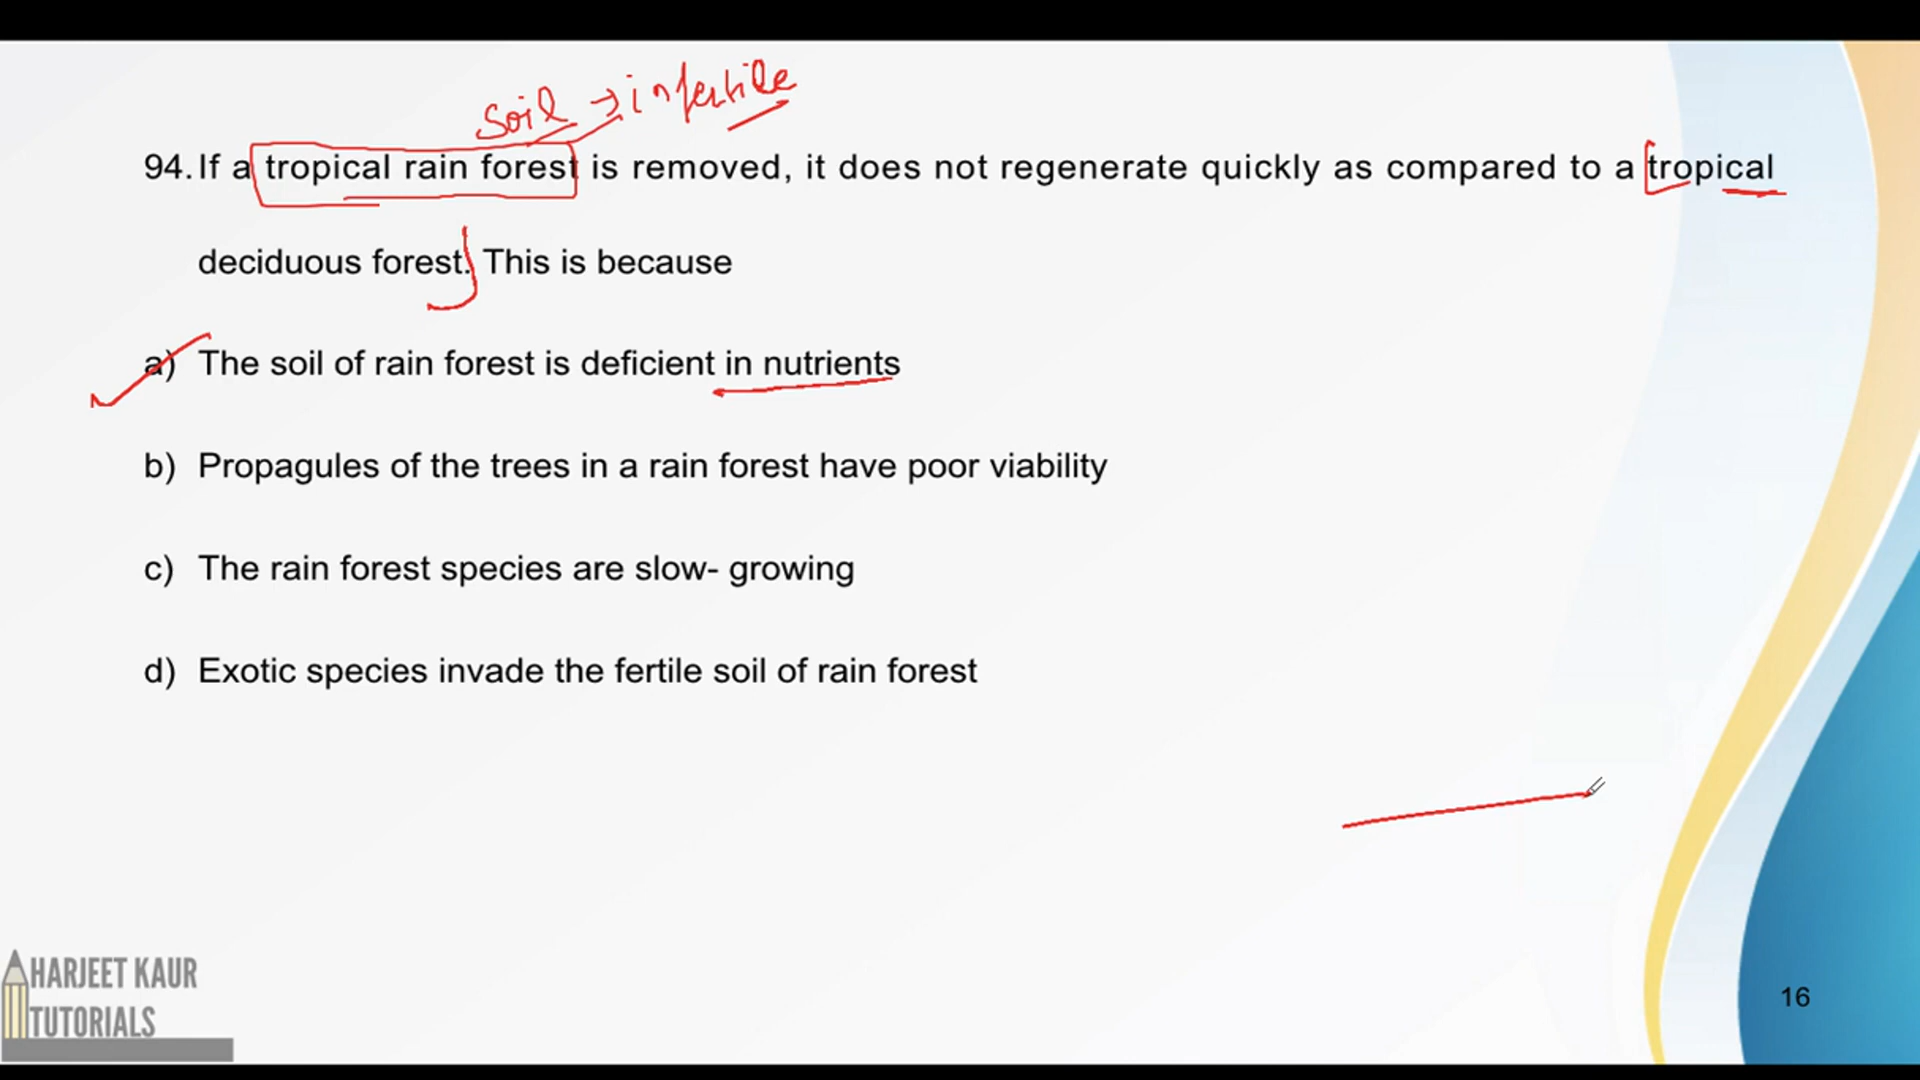 soil → infertile
94. If a tropical rain forest is removed, it does not regenerate quickly as compared to a tropical
deciduous forest. This is because
a) The soil of rain forest is deficient in nutrients
b) Propagules of the trees in a rain forest have poor viability
c) The rain forest species are slow- growing
d) Exotic species invade the fertile soil of rain forest
HARJEET KAUR
TUTORIALS
16